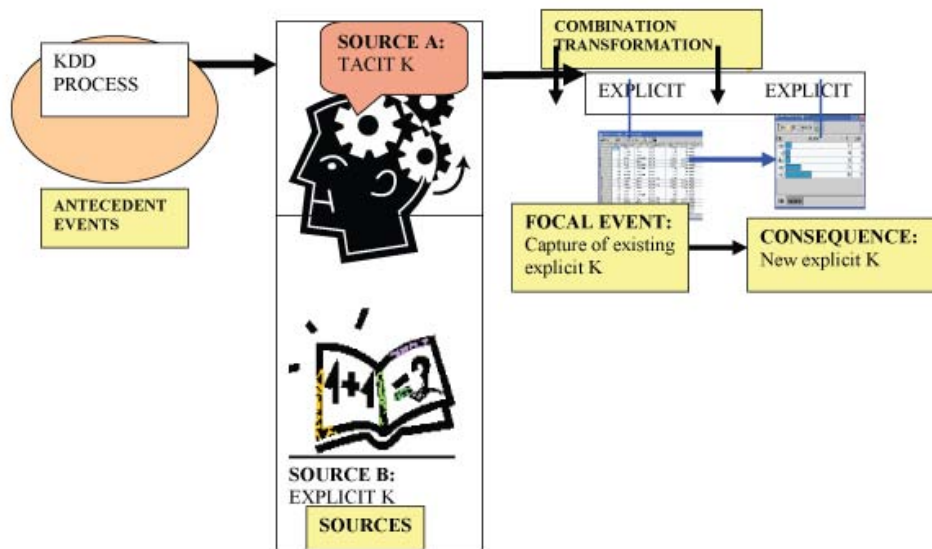 KDD
PROCESS
ANTECEDENT
EVENTS
SOURCE A:
TACIT K
1+1
=3
SOURCE B:
EXPLICIT K
SOURCES
COMBINATION
TRANSFORMATION
EXPLICIT EXPLICIT
FOCAL EVENT:
Capture of existing
explicit K
CONSEQUENCE:
New explicit K